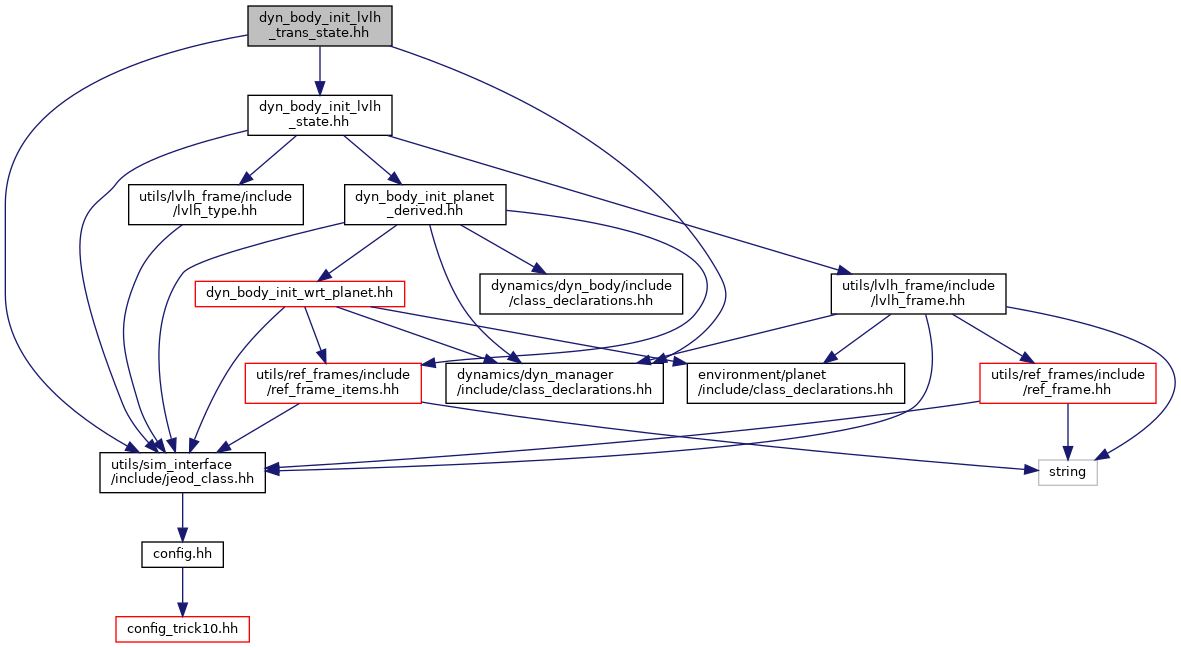 dyn_body_init_lvlh
_trans_state.hh
dyn_body_init_lvlh
_state.hh
utils/lvlh_frame/include
/lvlh_type.hh
dyn_body_init_planet
_derived.hh
dyn_body_init_wrt_planet.hh
dynamics/dyn_body/include
/class_declarations.hh
utils/lvlh_frame/include
/lvlh_frame.hh
utils/ref_frames/include
/ref_frame_items.hh
dynamics/dyn_manager
/include/class_declarations.hh
environment/planet
/include/class_declarations.hh
utils/ref_frames/include
/ref_frame.hh
utils/sim_interface
/include/jeod_class.hh
string
config.hh
config_trick10.hh